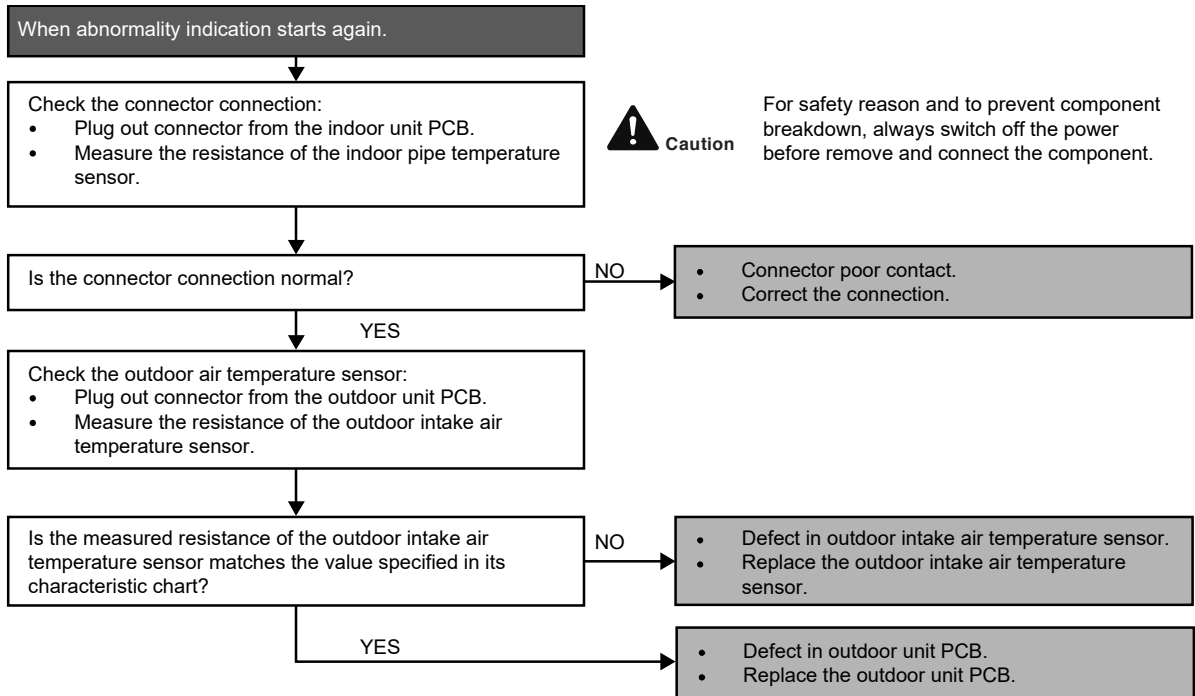 When abnormality indication starts again.
Check the connector connection:
• Plug out connector from the indoor unit PCB.
• Measure the resistance of the indoor pipe temperature
sensor.
Caution
For safety reason and to prevent component
breakdown, always switch off the power
before remove and connect the component.
Is the connector connection normal?
NO
• Connector poor contact.
• Correct the connection.
YES
Check the outdoor air temperature sensor:
• Plug out connector from the outdoor unit PCB.
• Measure the resistance of the outdoor intake air
temperature sensor.
Is the measured resistance of the outdoor intake air
temperature sensor matches the value specified in its
characteristic chart?
NO
• Defect in outdoor intake air temperature sensor.
• Replace the outdoor intake air temperature
sensor.
YES
• Defect in outdoor unit PCB.
• Replace the outdoor unit PCB.